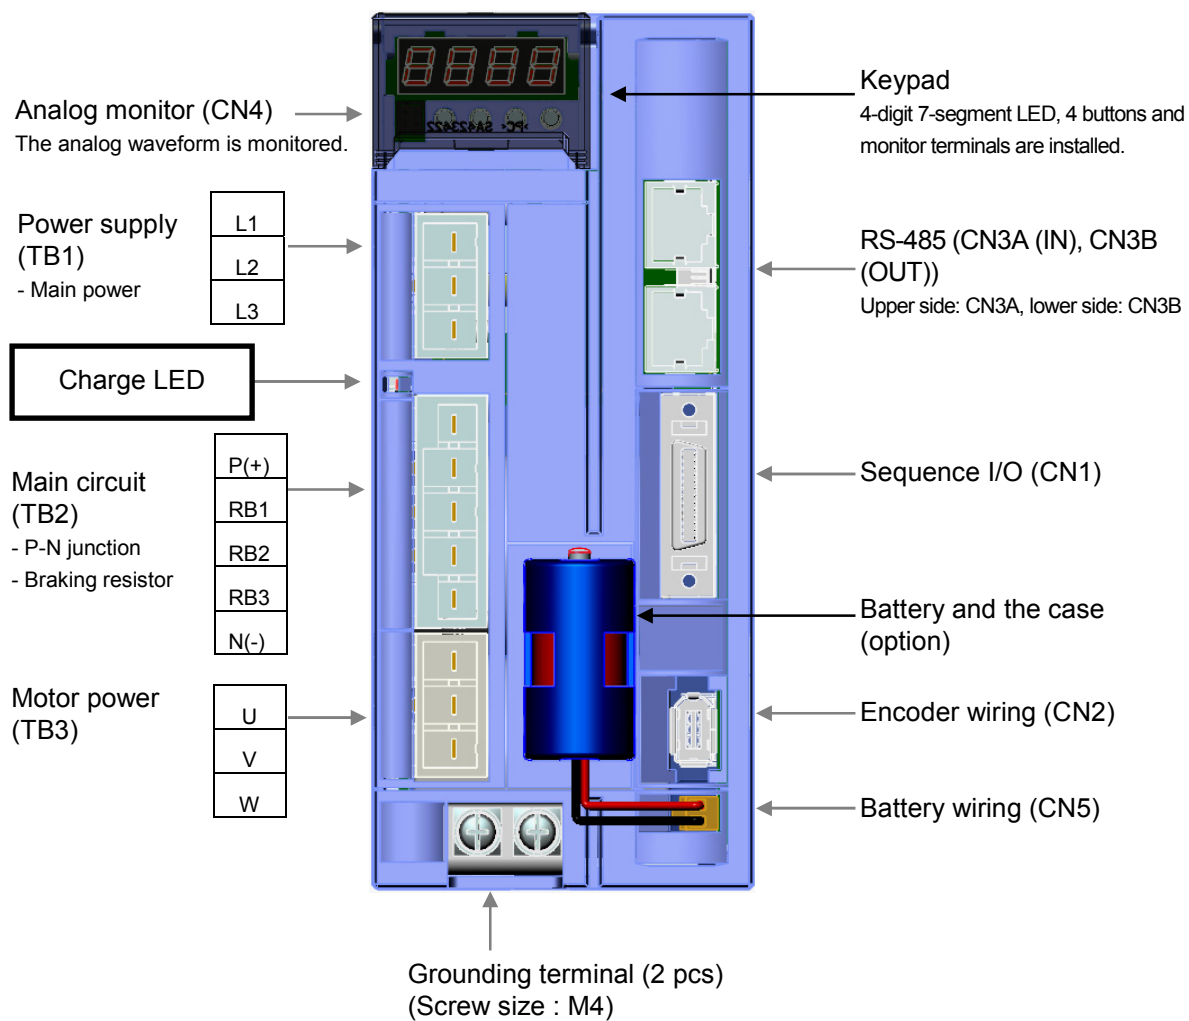 8888
>PC< SA423422
Analog monitor (CN4)
The analog waveform is monitored.
Keypad
4-digit 7-segment LED, 4 buttons and
monitor terminals are installed.
Power supply
(TB1)
- Main power
L1
L2
L3
RS-485 (CN3A (IN), CN3B
(OUT))
Upper side: CN3A, lower side: CN3B
Charge LED
Main circuit
(TB2)
- P-N junction
- Braking resistor
P(+)
RB1
RB2
RB3
N(-)
Sequence I/O (CN1)
Battery and the case
(option)
Motor power
(TB3)
U
V
W
Encoder wiring (CN2)
Battery wiring (CN5)
Grounding terminal (2 pcs)
(Screw size : M4)